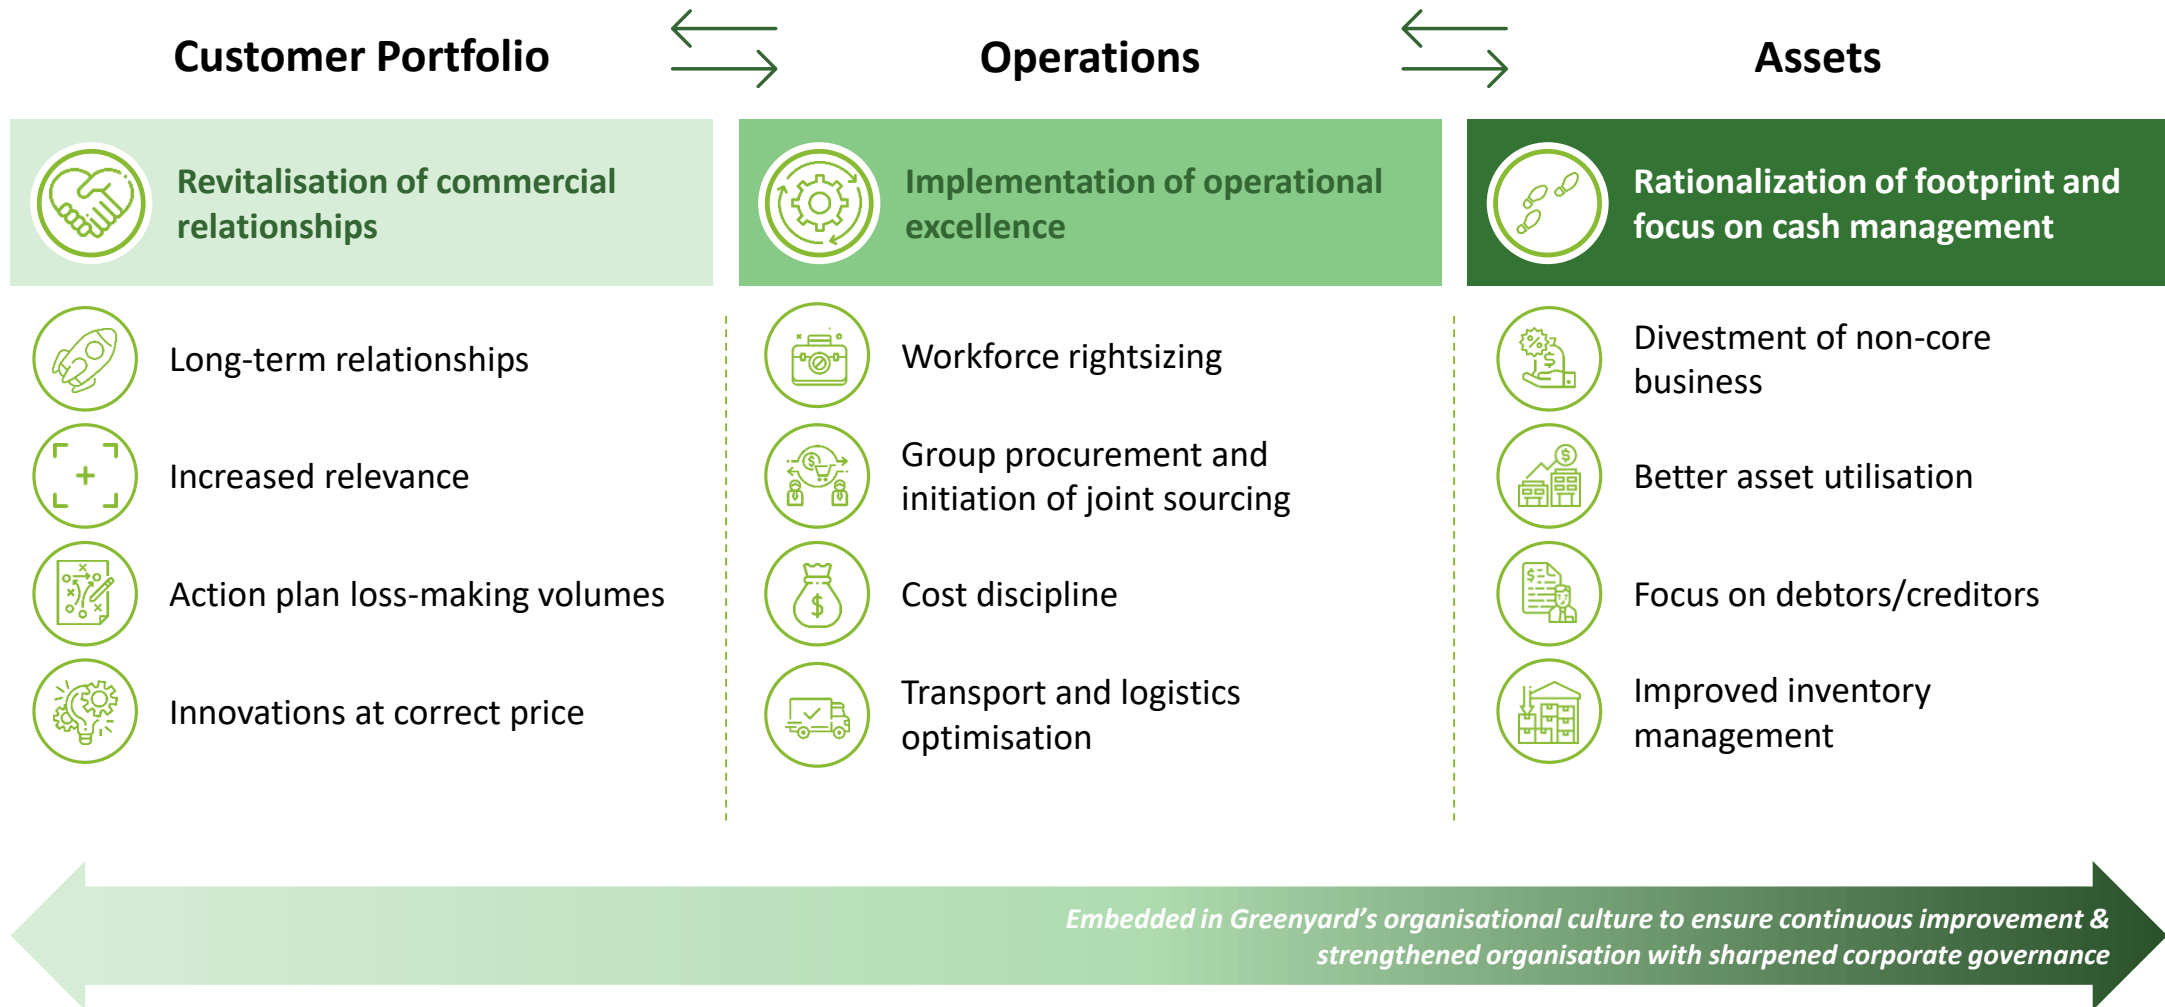 Customer Portfolio
Operations
Assets
Revitalisation of commercial
relationships
Implementation of operational
excellence
Rationalization of footprint and
focus on cash management
Long-term relationships
Increased relevance
Action plan loss-making volumes
Innovations at correct price
Workforce rightsizing
Group procurement and
initiation of joint sourcing
Cost discipline
Transport and logistics
optimisation
Divestment of non-core
business
Better asset utilisation
Focus on debtors/creditors
Improved inventory
management
Embedded in Greenyard’s organisational culture to ensure continuous improvement &
strengthened organisation with sharpened corporate governance